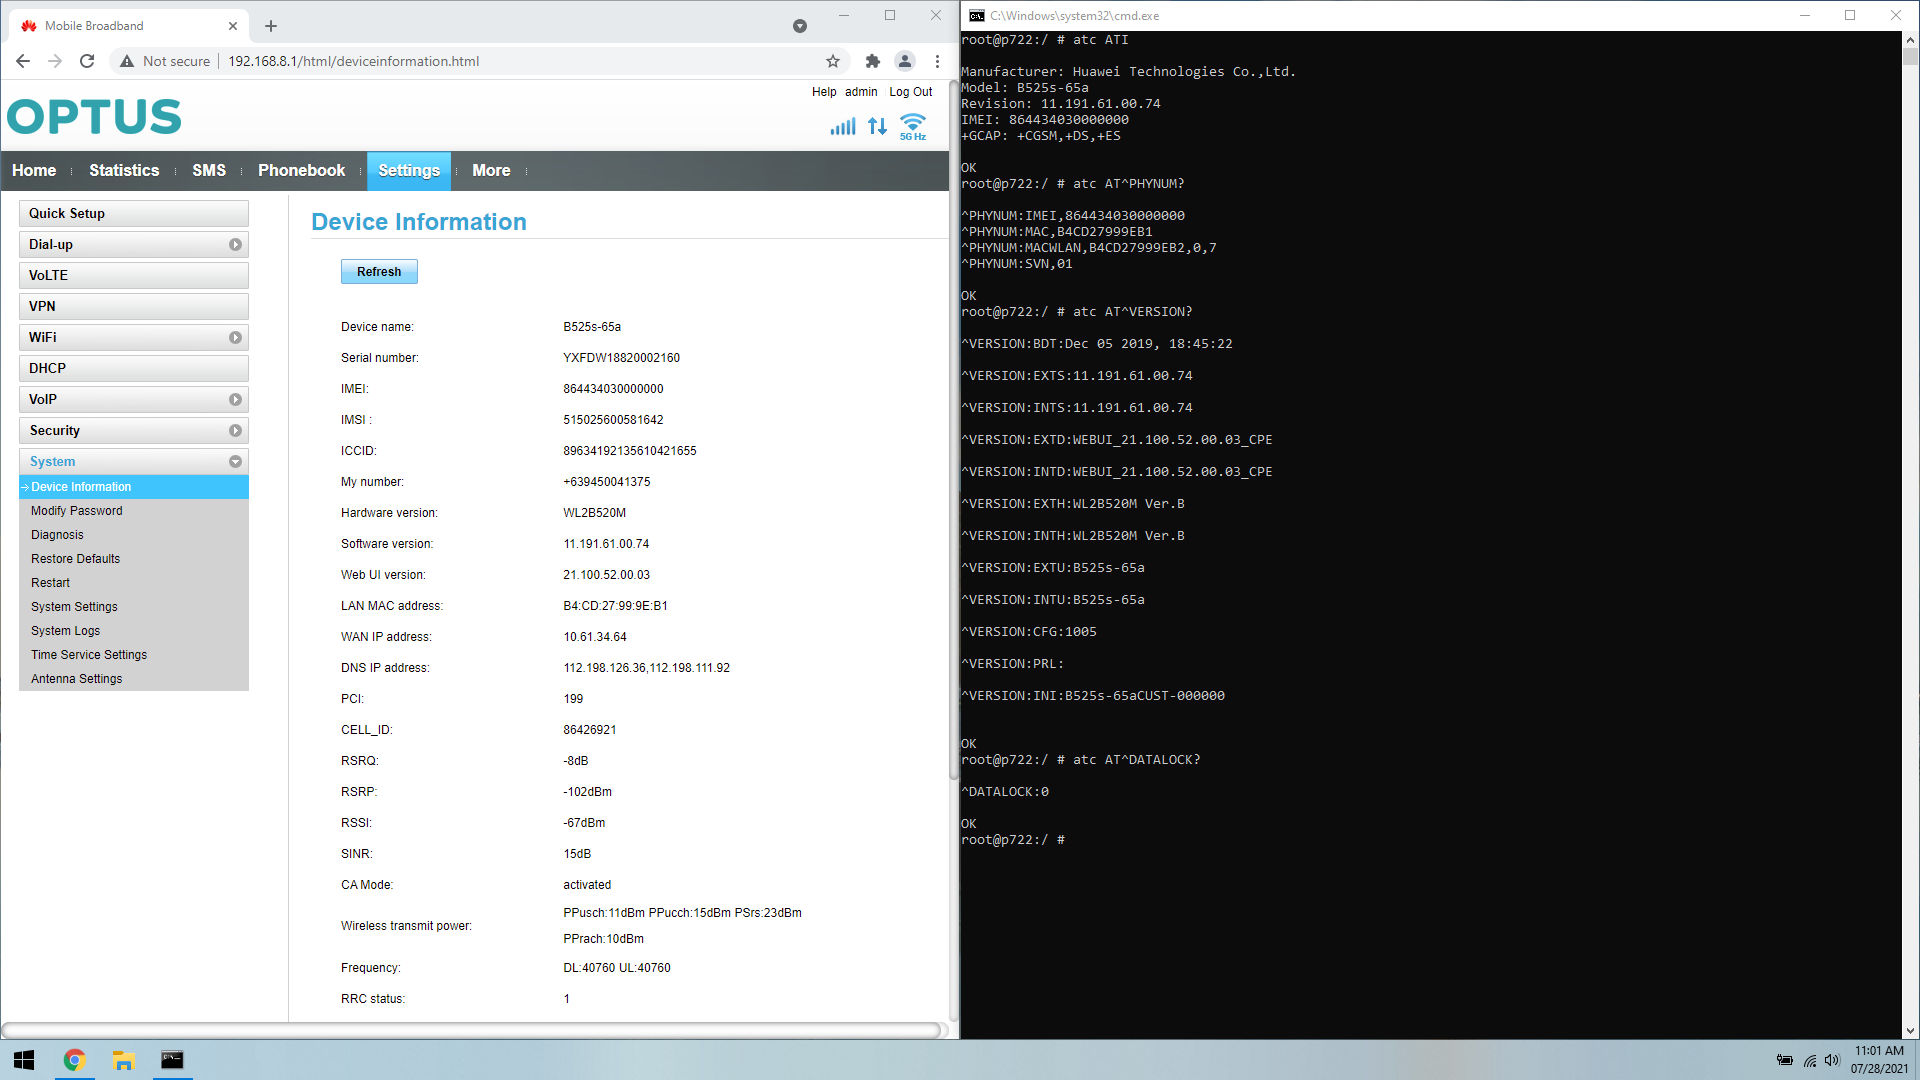 Mobile Broadband
Not secure
192.168.8.1/html/deviceinformation.html
Help admin Log Out
OPTUS
5G Hz
Home Statistics SMS Phonebook Settings More
Quick Setup
Dial-up
VoLTE
VPN
WiFi
DHCP
VoIP
Security
System
Device Information
Modify Password
Diagnosis
Restore Defaults
Restart
System Settings
System Logs
Time Service Settings
Antenna Settings
Device Information
Refresh
Device name: B525s-65a
Serial number: YXFDW18820002160
IMEI: 864434030000000
IMSI : 515025600581642
ICCID: 89634192135610421655
My number: +639450041375
Hardware version: WL2B520M
Software version: 11.191.61.00.74
Web UI version: 21.100.52.00.03
LAN MAC address: B4:CD:27:99:9E:B1
WAN IP address: 10.61.34.64
DNS IP address: 112.198.126.36,112.198.111.92
PCI: 199
CELL_ID: 86426921
RSRQ: -8dB
RSRP: -102dBm
RSSI: -67dBm
SINR: 15dB
CA Mode: activated
Wireless transmit power: PPusch:11dBm PPucch:15dBm PSrs:23dBm
PPrach:10dBm
Frequency: DL:40760 UL:40760
RRC status: 1
C:\Windows\system32\cmd.exe
root@p722:/ # atc ATI
Manufacturer: Huawei Technologies Co.,Ltd.
Model: B525s-65a
Revision: 11.191.61.00.74
IMEI: 864434030000000
+GCAP: +CGSM,+DS,+ES
OK
root@p722:/ # atc AT^PHYNUM?
^PHYNUM:IMEI,864434030000000
^PHYNUM:MAC,B4CD27999EB1
^PHYNUM:MACWLAN,B4CD27999EB2,0,7
^PHYNUM:SVN,01
OK
root@p722:/ # atc AT^VERSION?
^VERSION:BDT:Dec 05 2019, 18:45:22
^VERSION:EXTS:11.191.61.00.74
^VERSION:INTS:11.191.61.00.74
^VERSION:EXTD:WEBUI_21.100.52.00.03_CPE
^VERSION:INTD:WEBUI_21.100.52.00.03_CPE
^VERSION:EXTH:WL2B520M Ver.B
^VERSION:INTH:WL2B520M Ver.B
^VERSION:EXTU:B525s-65a
^VERSION:INTU:B525s-65a
^VERSION:CFG:1005
^VERSION:PRL:
^VERSION:INI:B525s-65aCUST-000000
OK
root@p722:/ # atc AT^DATALOCK?
^DATALOCK:0
OK
root@p722:/ #
11:01 AM
07/28/2021